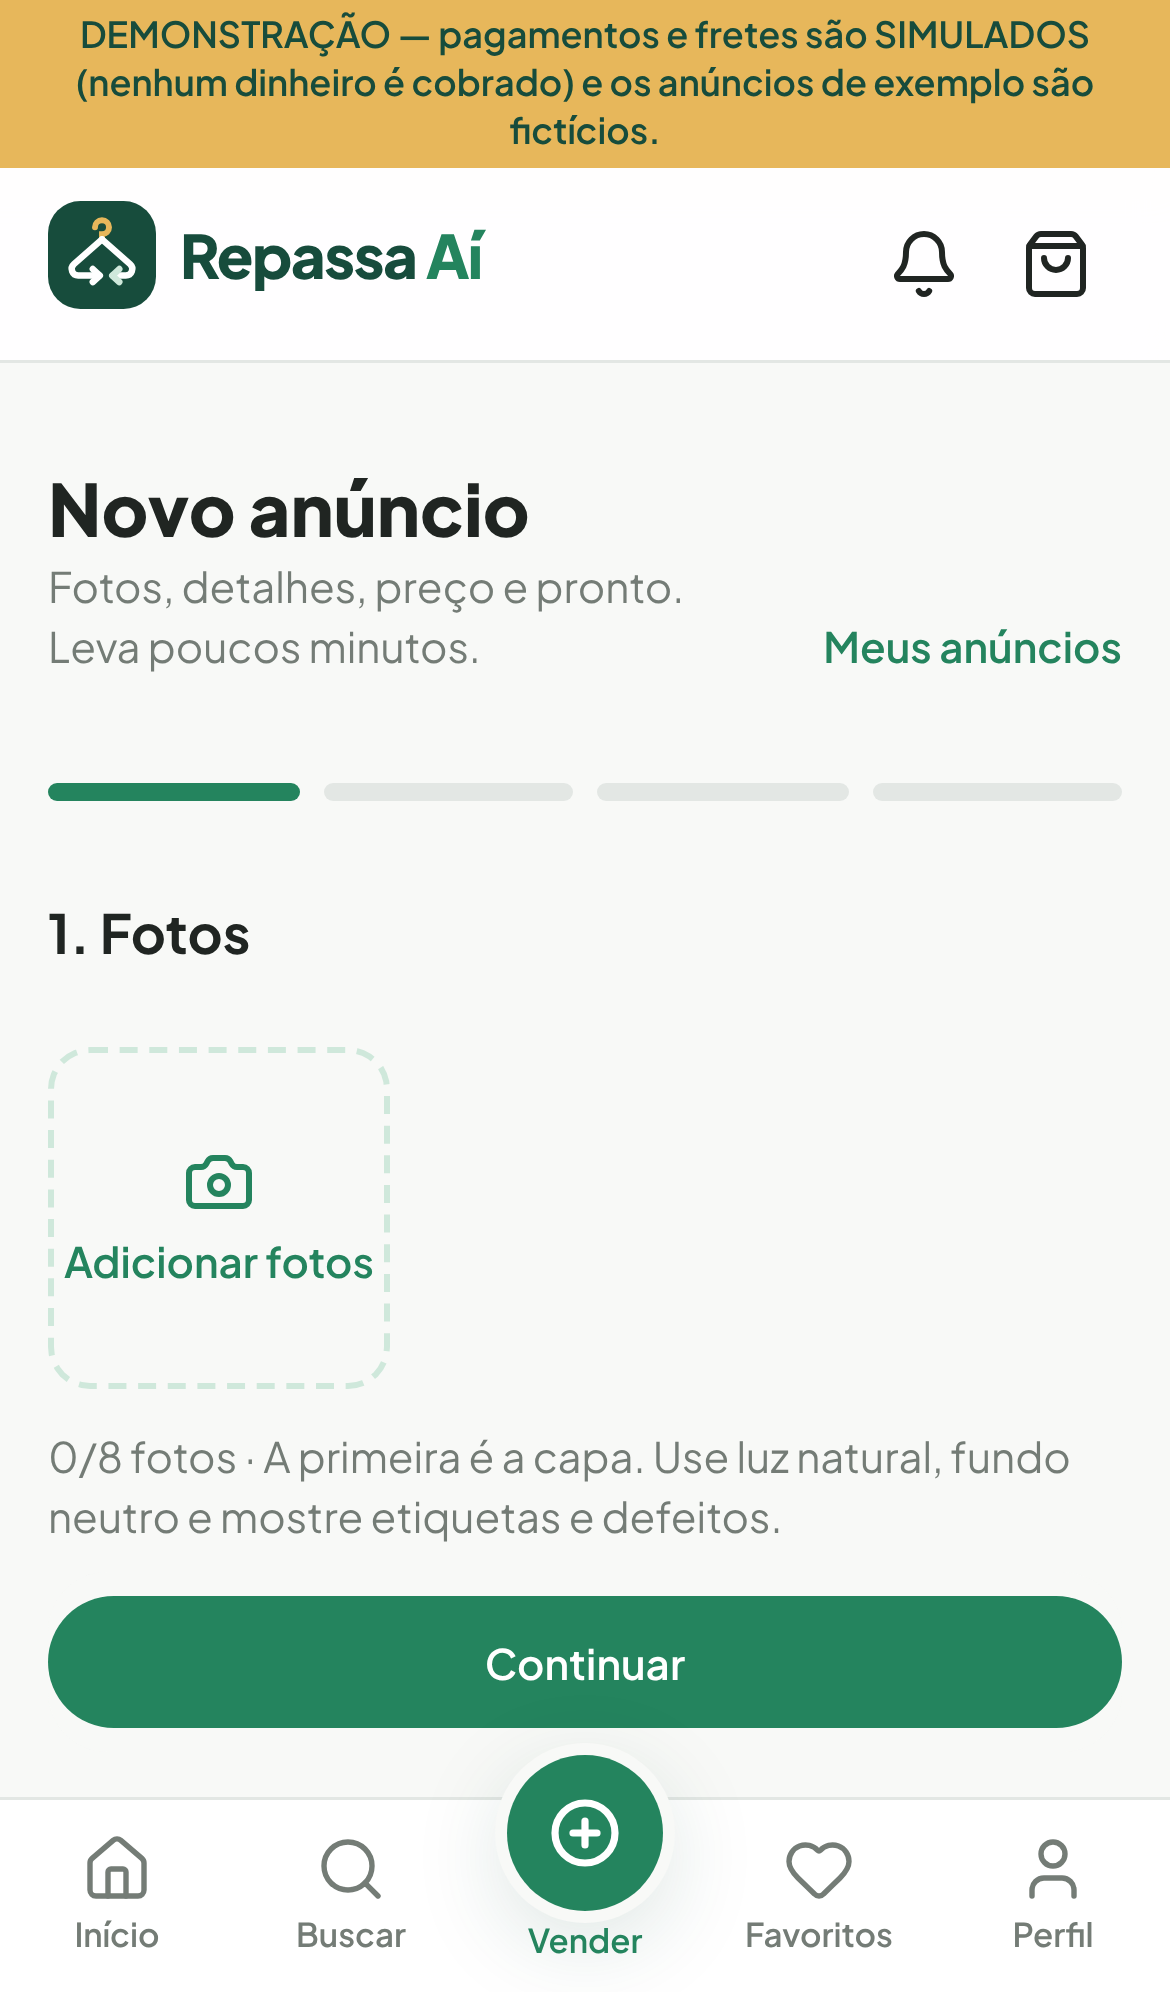 DEMONSTRAÇÃO — pagamentos e fretes são SIMULADOS
(nenhum dinheiro é cobrado) e os anúncios de exemplo são
fictícios.
Repassa Aí
Novo anúncio
Fotos, detalhes, preço e pronto.
Leva poucos minutos.
Meus anúncios
1. Fotos
Adicionar fotos
0/8 fotos · A primeira é a capa. Use luz natural, fundo
neutro e mostre etiquetas e defeitos.
Continuar
Início
Buscar
Vender
Favoritos
Perfil